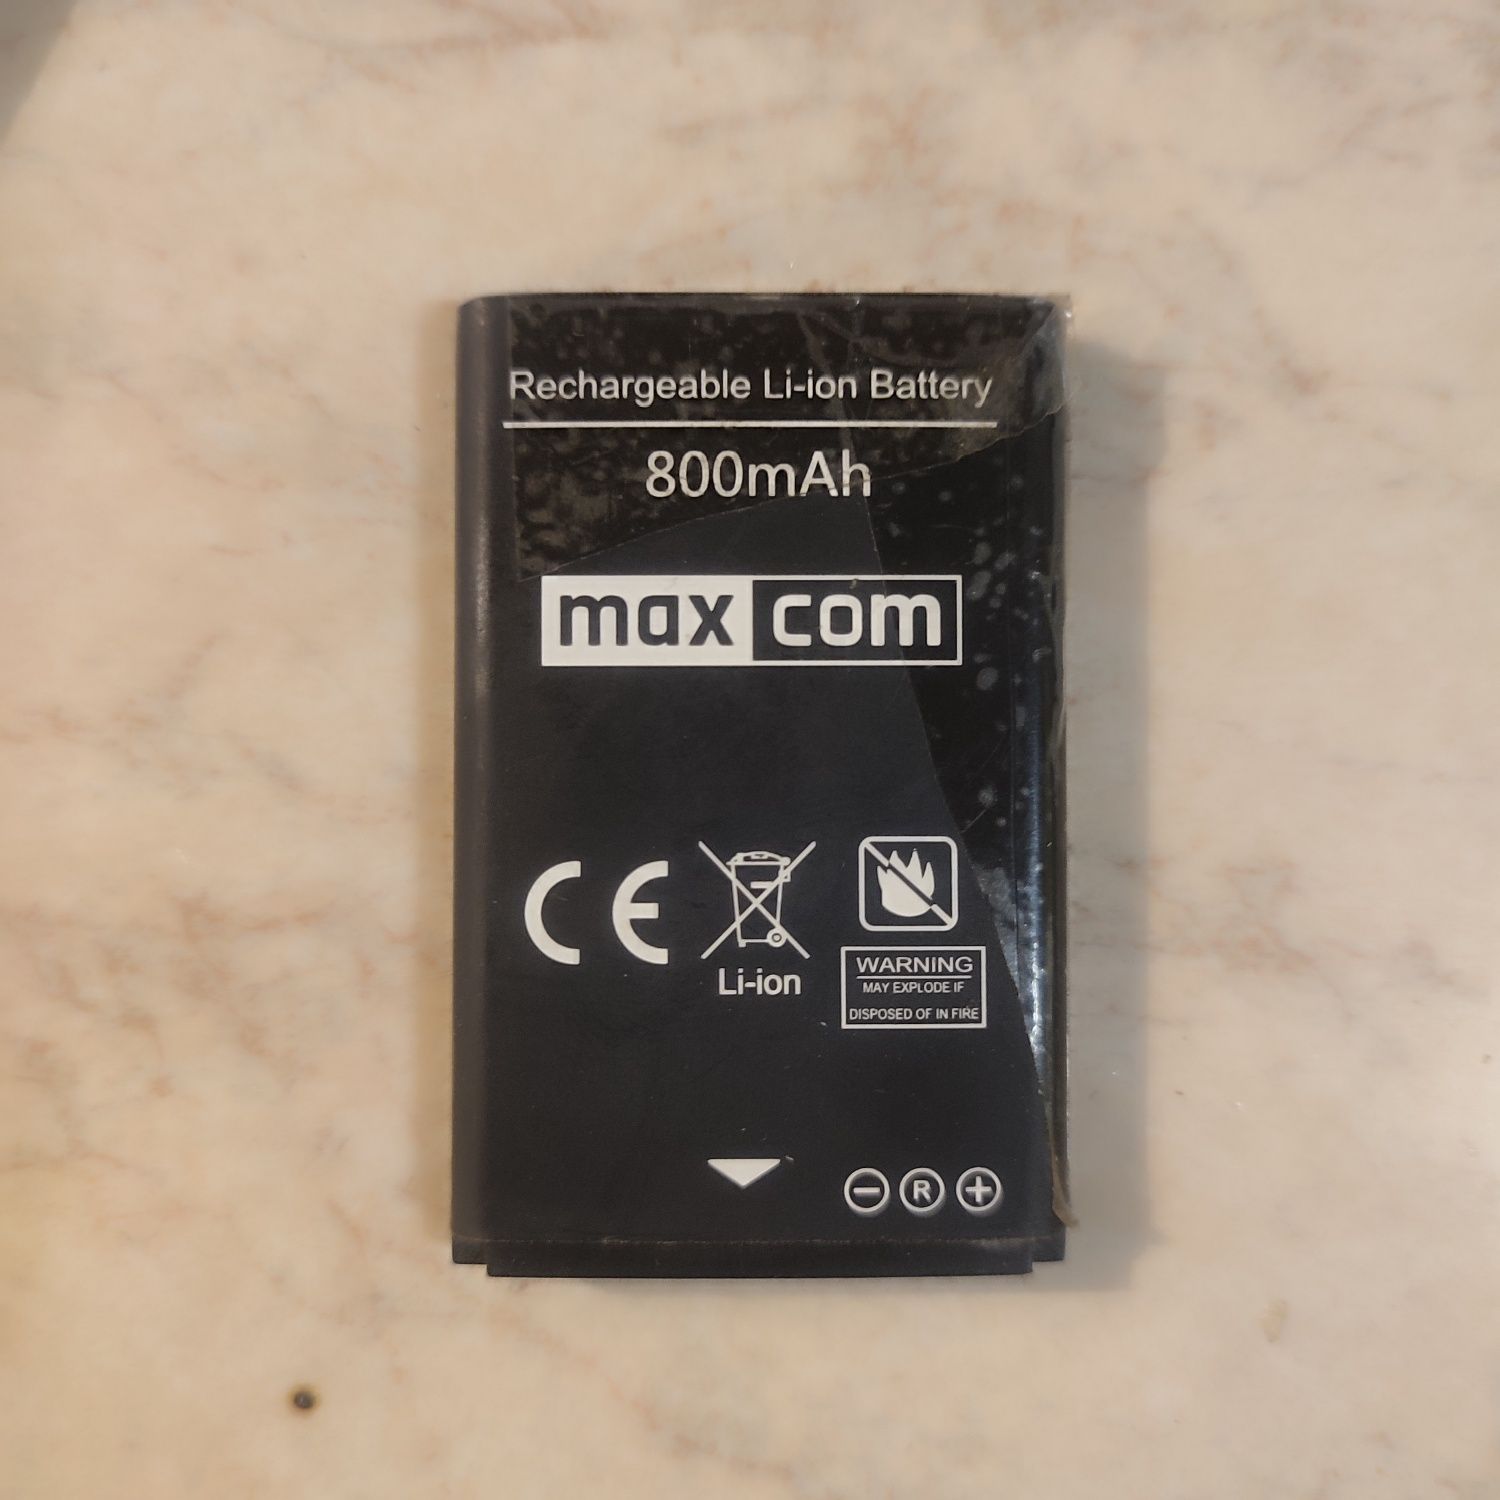 Rechargeable Li-ion Battery
800mAh
max com
CE
Li-ion
WARNING
MAY EXPLODE IF
DISPOSED OF IN FIRE
− R +